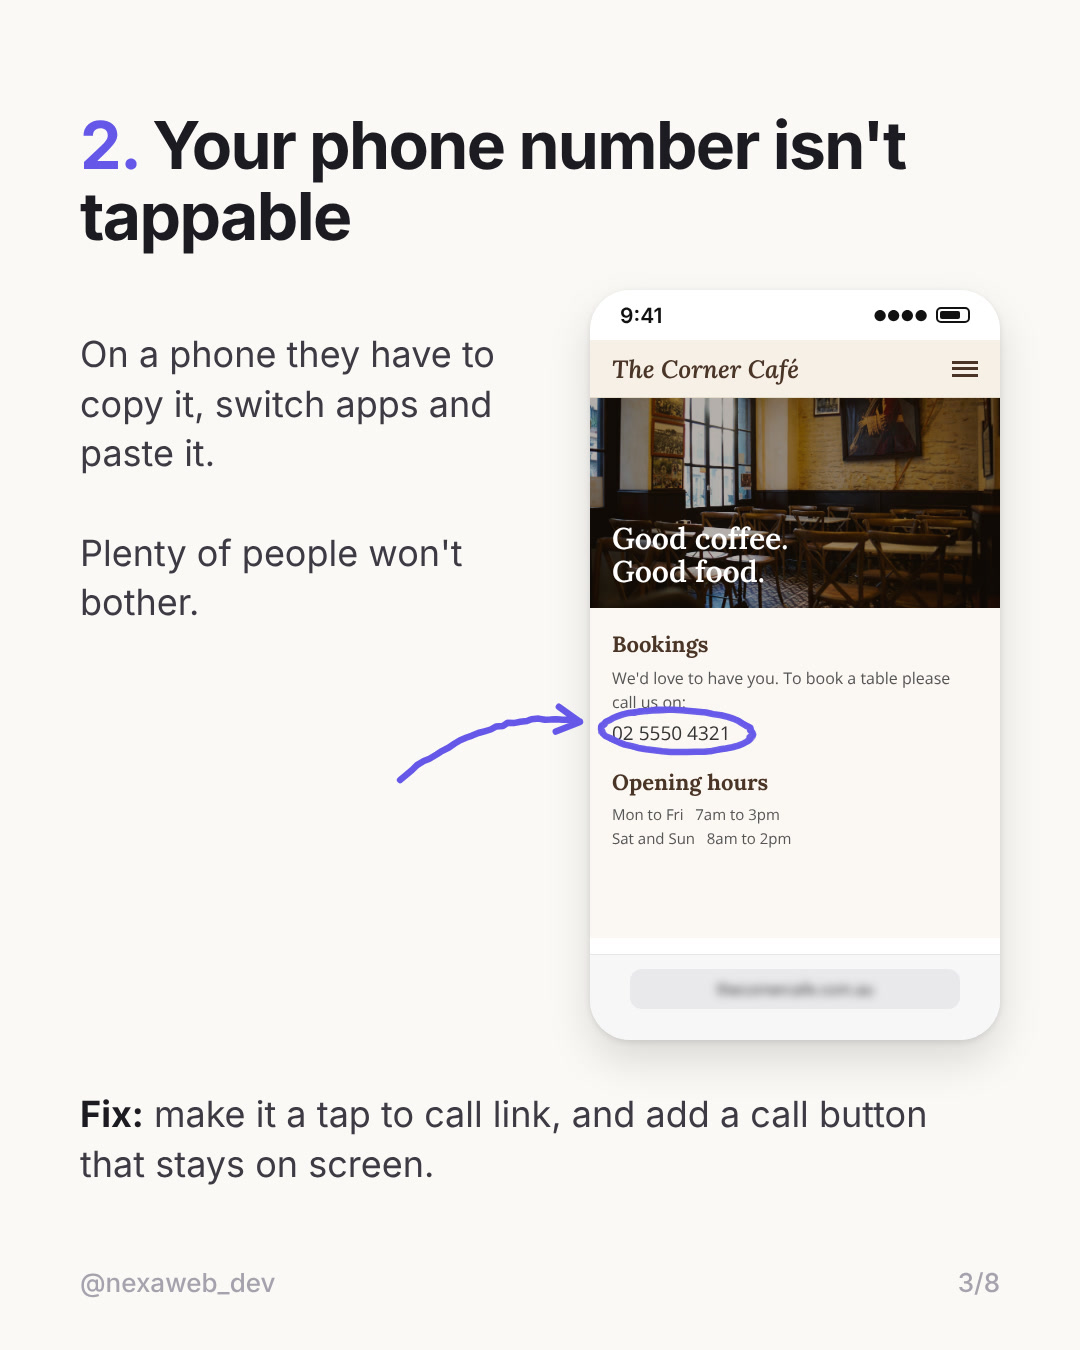 2. Your phone number isn't
tappable
On a phone they have to
copy it, switch apps and
paste it.
Plenty of people won't
bother.
9:41
The Corner Café
Good coffee.
Good food.
Bookings
We'd love to have you. To book a table please
call us on:
02 5550 4321
Opening hours
Mon to Fri 7am to 3pm
Sat and Sun 8am to 2pm
Fix: make it a tap to call link, and add a call button
that stays on screen.
@nexaweb_dev
3/8